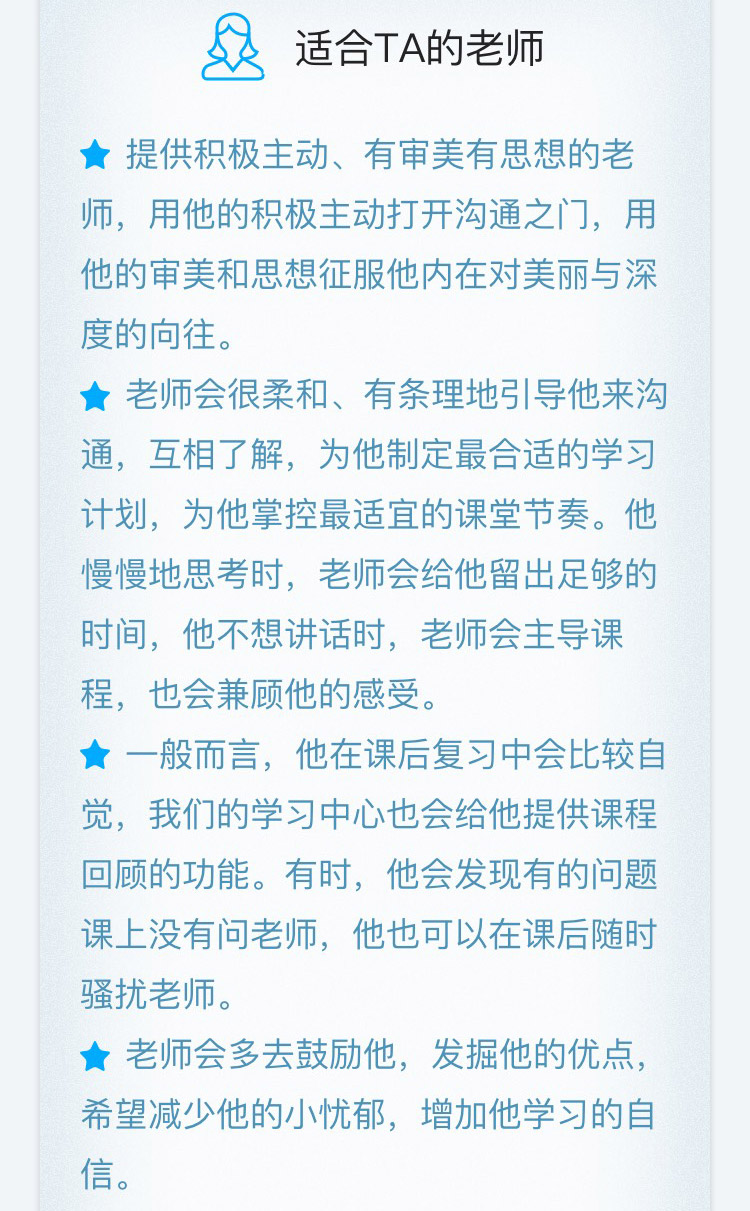 适合TA的老师
提供积极主动、有审美有思想的老
师，用他的积极主动打开沟通之门，用
他的审美和思想征服他内在对美丽与深
度的向往。
老师会很柔和、有条理地引导他来沟
通，互相了解，为他制定最合适的学习
计划，为他掌控最适宜的课堂节奏。他
慢慢地思考时，老师会给他留出足够的
时间，他不想讲话时，老师会主导课
程，也会兼顾他的感受。
一般而言，他在课后复习中会比较自
觉，我们的学习中心也会给他提供课程
回顾的功能。有时，他会发现有的问题
课上没有问老师，他也可以在课后随时
骚扰老师。
老师会多去鼓励他，发掘他的优点，
希望减少他的小忧郁，增加他学习的自
信。